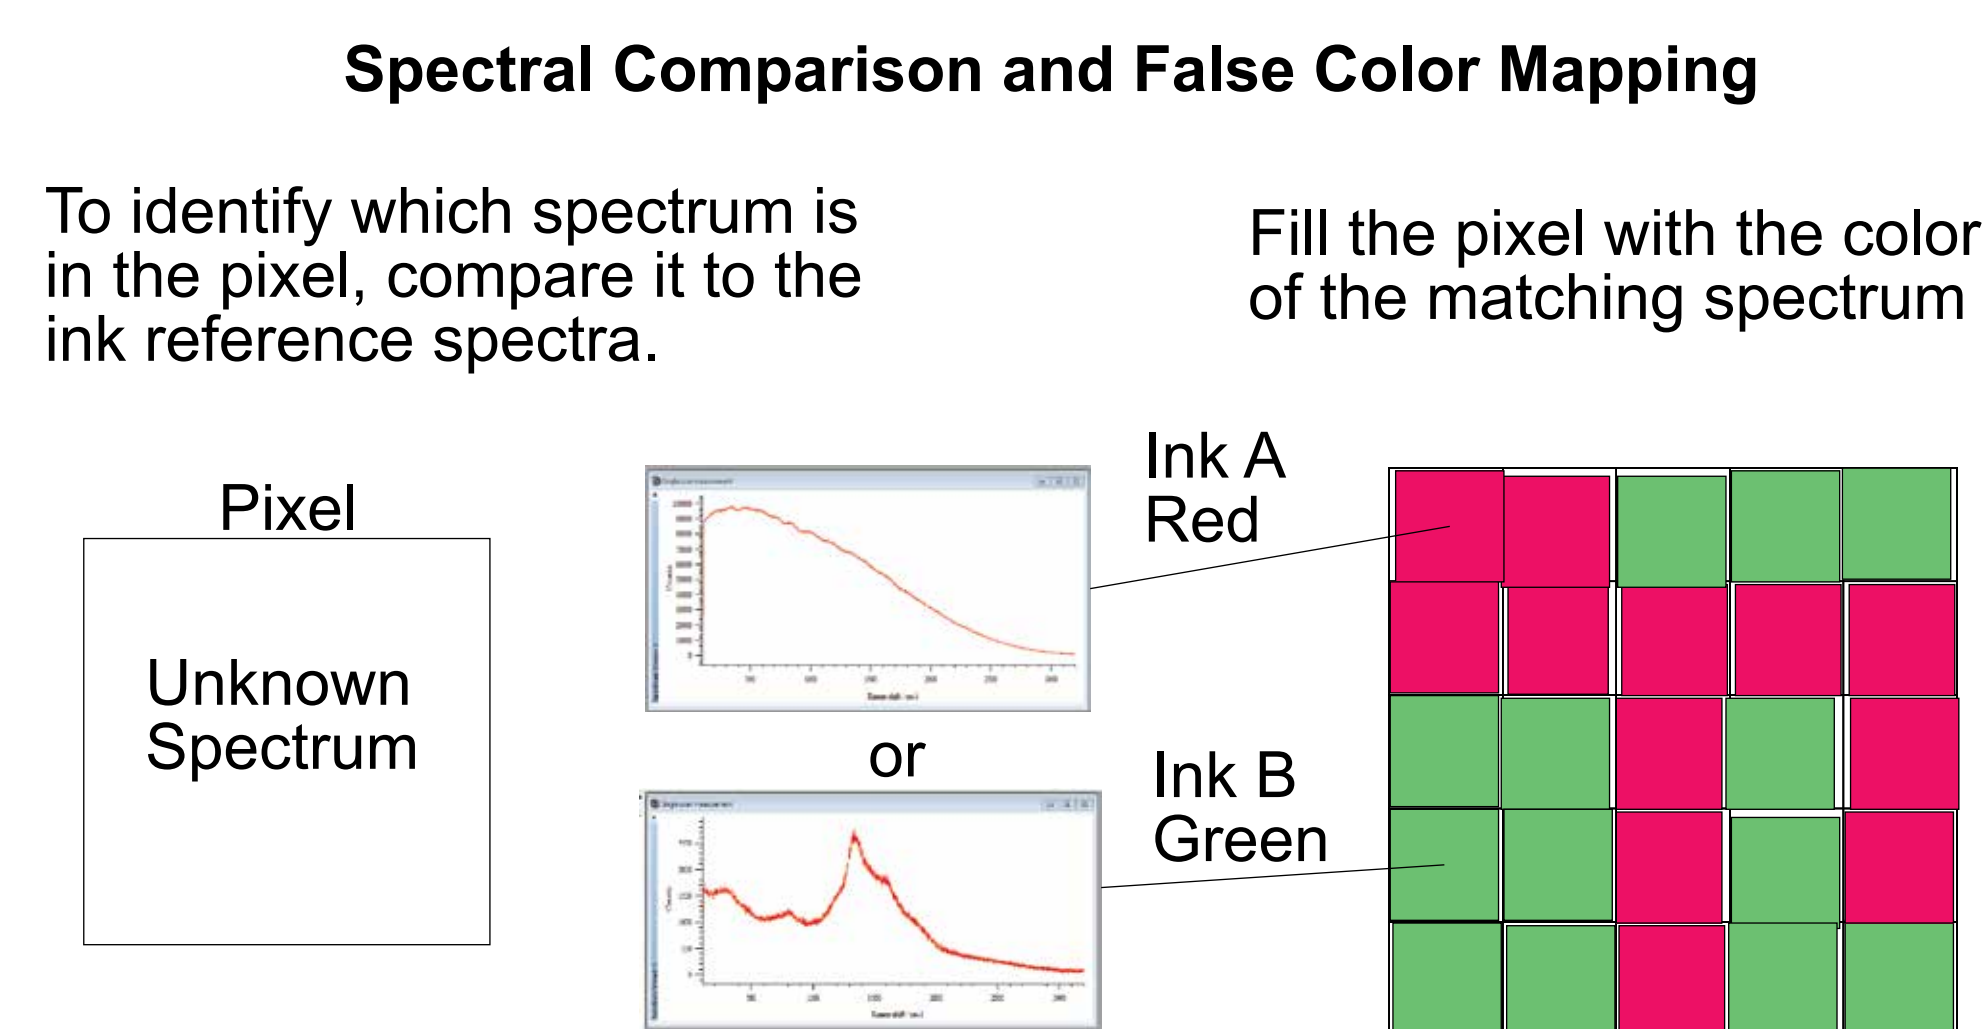 Spectral Comparison and False Color Mapping
To identify which spectrum is
in the pixel, compare it to the
ink reference spectra.
Fill the pixel with the color
of the matching spectrum
Pixel
Unknown
Spectrum
Ink A
Red
or
Ink B
Green